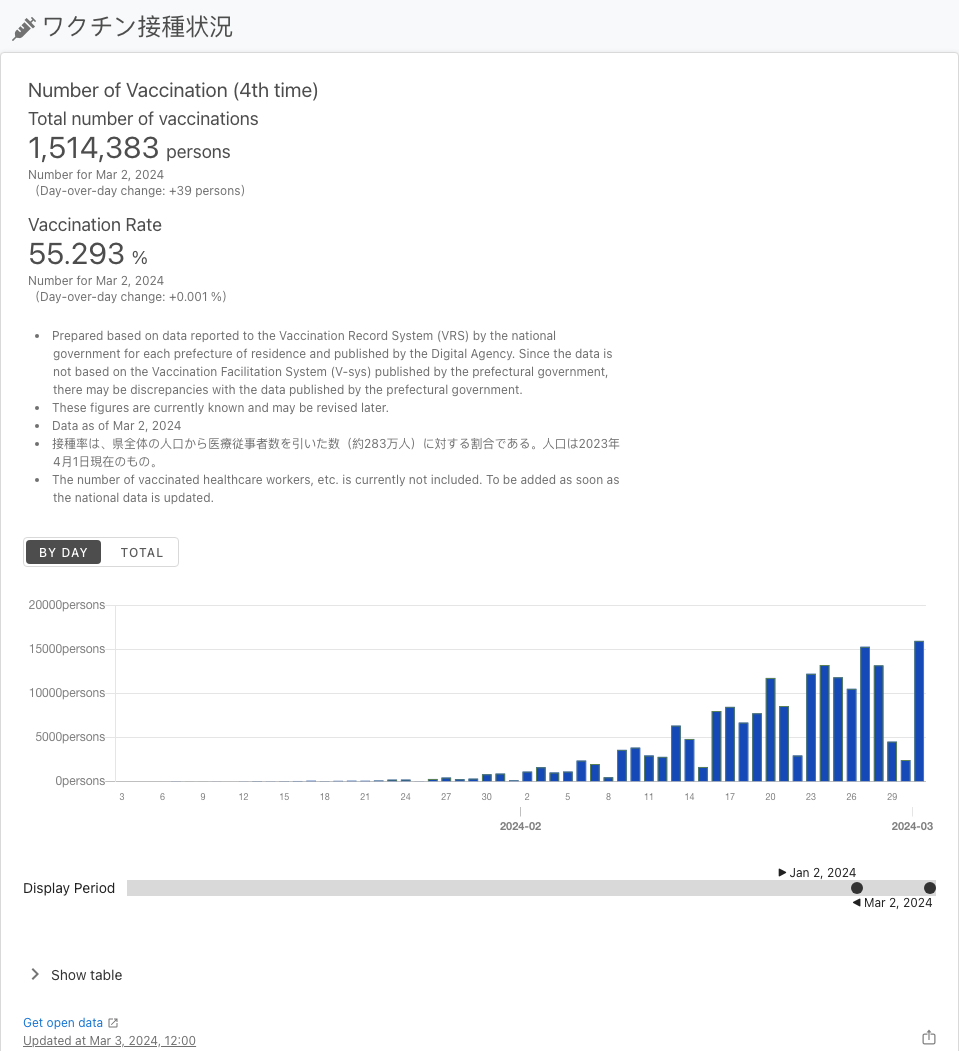 ワクチン接種状況
Number of Vaccination (4th time)
Total number of vaccinations
1,514,383 persons
Number for Mar 2, 2024
(Day-over-day change: +39 persons)
Vaccination Rate
55.293 %
Number for Mar 2, 2024
(Day-over-day change: +0.001 %)
• Prepared based on data reported to the Vaccination Record System (VRS) by the national
government for each prefecture of residence and published by the Digital Agency. Since the data is
not based on the Vaccination Facilitation System (V-sys) published by the prefectural government,
there may be discrepancies with the data published by the prefectural government.
• These figures are currently known and may be revised later.
• Data as of Mar 2, 2024
• 接種率は、県全体の人口から医療従事者数を引いた数（約283万人）に対する割合である。人口は2023年
4月1日現在のもの。
• The number of vaccinated healthcare workers, etc. is currently not included. To be added as soon as
the national data is updated.
BY DAY TOTAL
20000persons
15000persons
10000persons
5000persons
0persons
3 6 9 12 15 18 21 24 27 30 2 5 8 11 14 17 20 23 26 29
2024-02 2024-03
Jan 2, 2024
Display Period
Mar 2, 2024
Show table
Get open data
Updated at Mar 3, 2024, 12:00